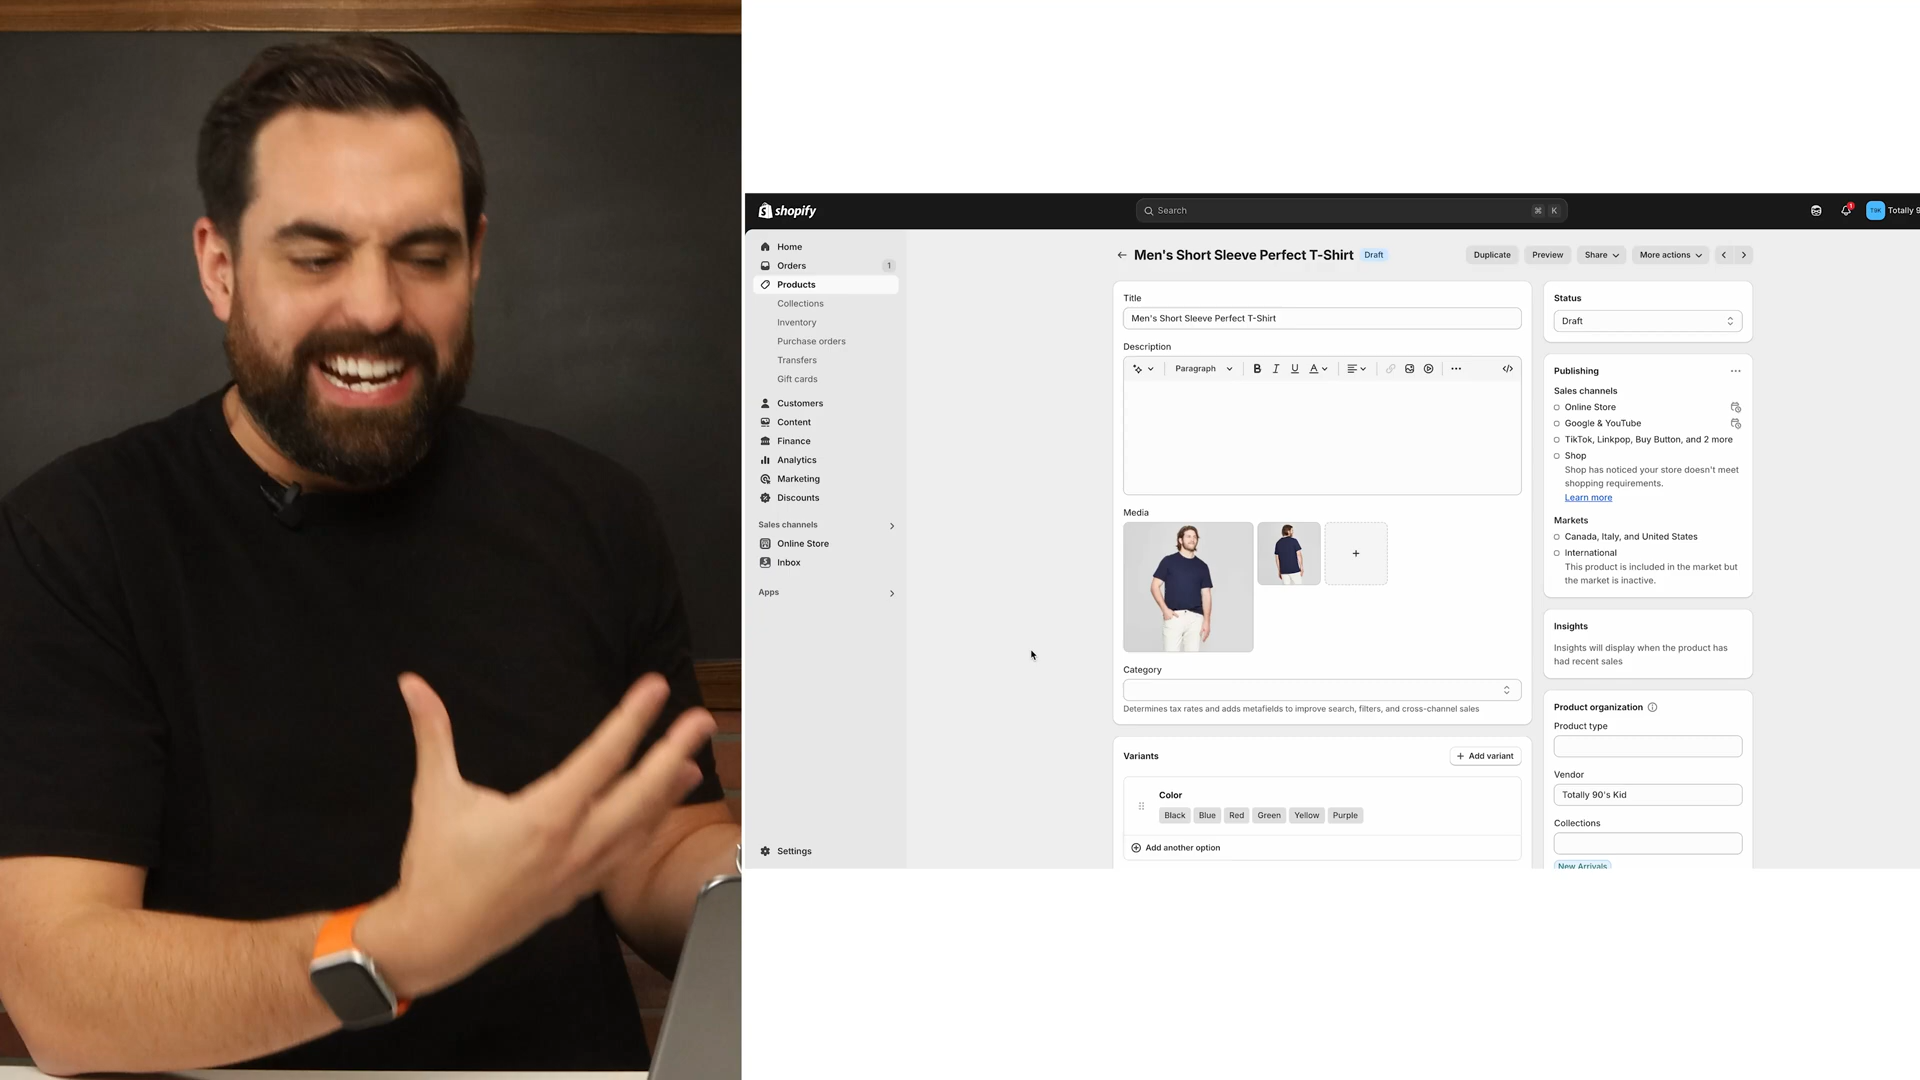 shopify
Search
⌘ K
T9K
Totally 9
Home
Orders
1
Products
Collections
Inventory
Purchase orders
Transfers
Gift cards
Customers
Content
Finance
Analytics
Marketing
Discounts
Sales channels
Online Store
Inbox
Apps
Settings
Men's Short Sleeve Perfect T-Shirt
Draft
Duplicate
Preview
Share
More actions
Title
Men's Short Sleeve Perfect T-Shirt
Description
Paragraph
B I U A
Media
Category
Determines tax rates and adds metafields to improve search, filters, and cross-channel sales
Variants
Add variant
Color
Black Blue Red Green Yellow Purple
Add another option
Status
Draft
Publishing
Sales channels
Online Store
Google & YouTube
TikTok, Linkpop, Buy Button, and 2 more
Shop
Shop has noticed your store doesn't meet
shopping requirements.
Learn more
Markets
Canada, Italy, and United States
International
This product is included in the market but
the market is inactive.
Insights
Insights will display when the product has
had recent sales
Product organization
Product type
Vendor
Totally 90's Kid
Collections
New Arrivals